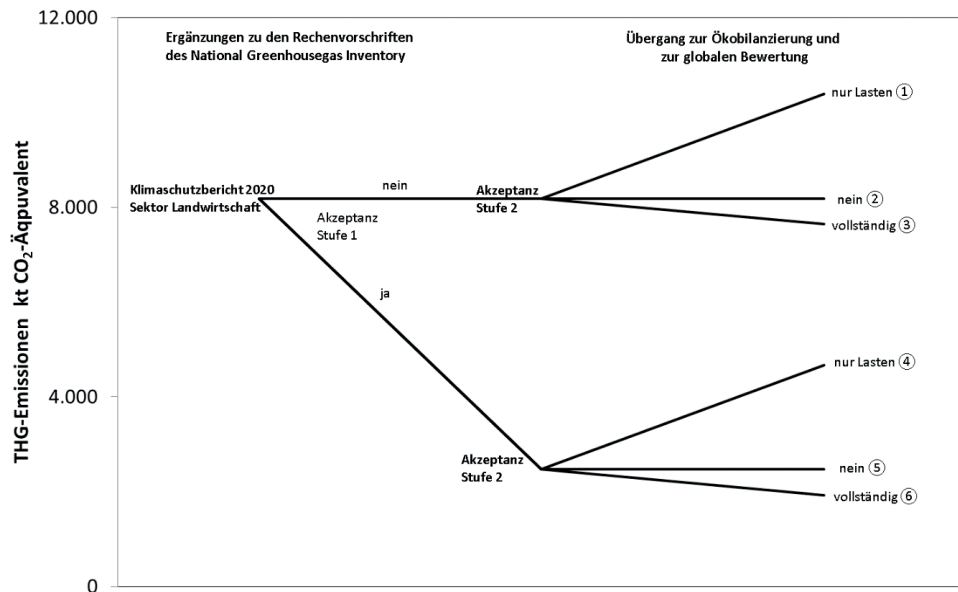 12.000
Ergänzungen zu den Rechenvorschriften
des National Greenhousegas Inventory
Übergang zur Ökobilanzierung und
zur globalen Bewertung
nur Lasten ①
Klimaschutzbericht 2020
Sektor Landwirtschaft
nein
Akzeptanz
Stufe 1
Akzeptanz
Stufe 2
8.000
nein ②
vollständig ③
ja
THG-Emissionen kt CO₂-Äqpuvalent
nur Lasten ④
4.000
Akzeptanz
Stufe 2
nein ⑤
vollständig ⑥
0